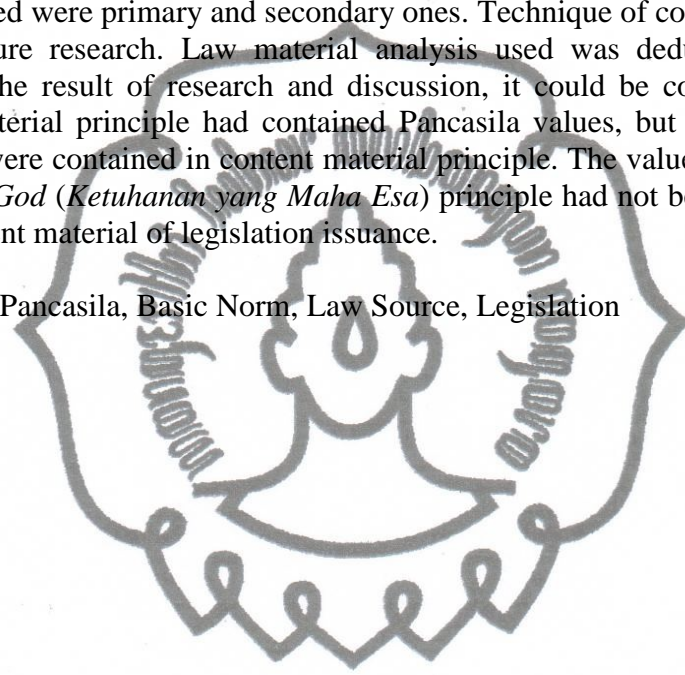 ed were primary and secondary ones. Technique of co
ure research. Law material analysis used was dedu
he result of research and discussion, it could be co
terial principle had contained Pancasila values, but
were contained in content material principle. The value
God (Ketuhanan yang Maha Esa) principle had not be
nt material of legislation issuance.
Pancasila, Basic Norm, Law Source, Legislation